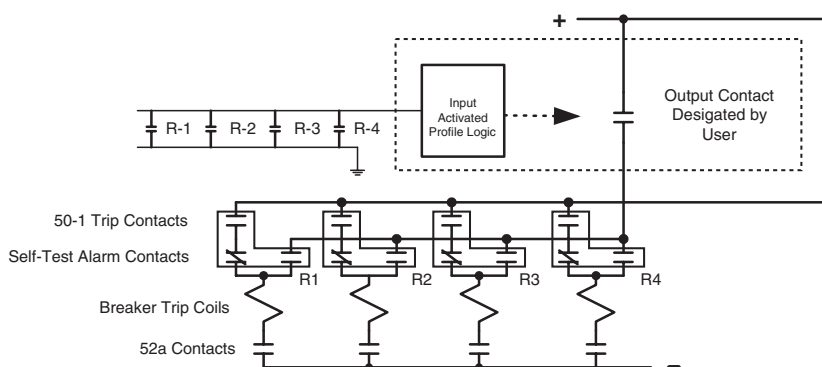 +
Input
Activated
Profile Logic
Output Contact
Desigated by
User
R-1 R-2 R-3 R-4
50-1 Trip Contacts
Self-Test Alarm Contacts
R1 R2 R3 R4
Breaker Trip Coils
52a Contacts
–